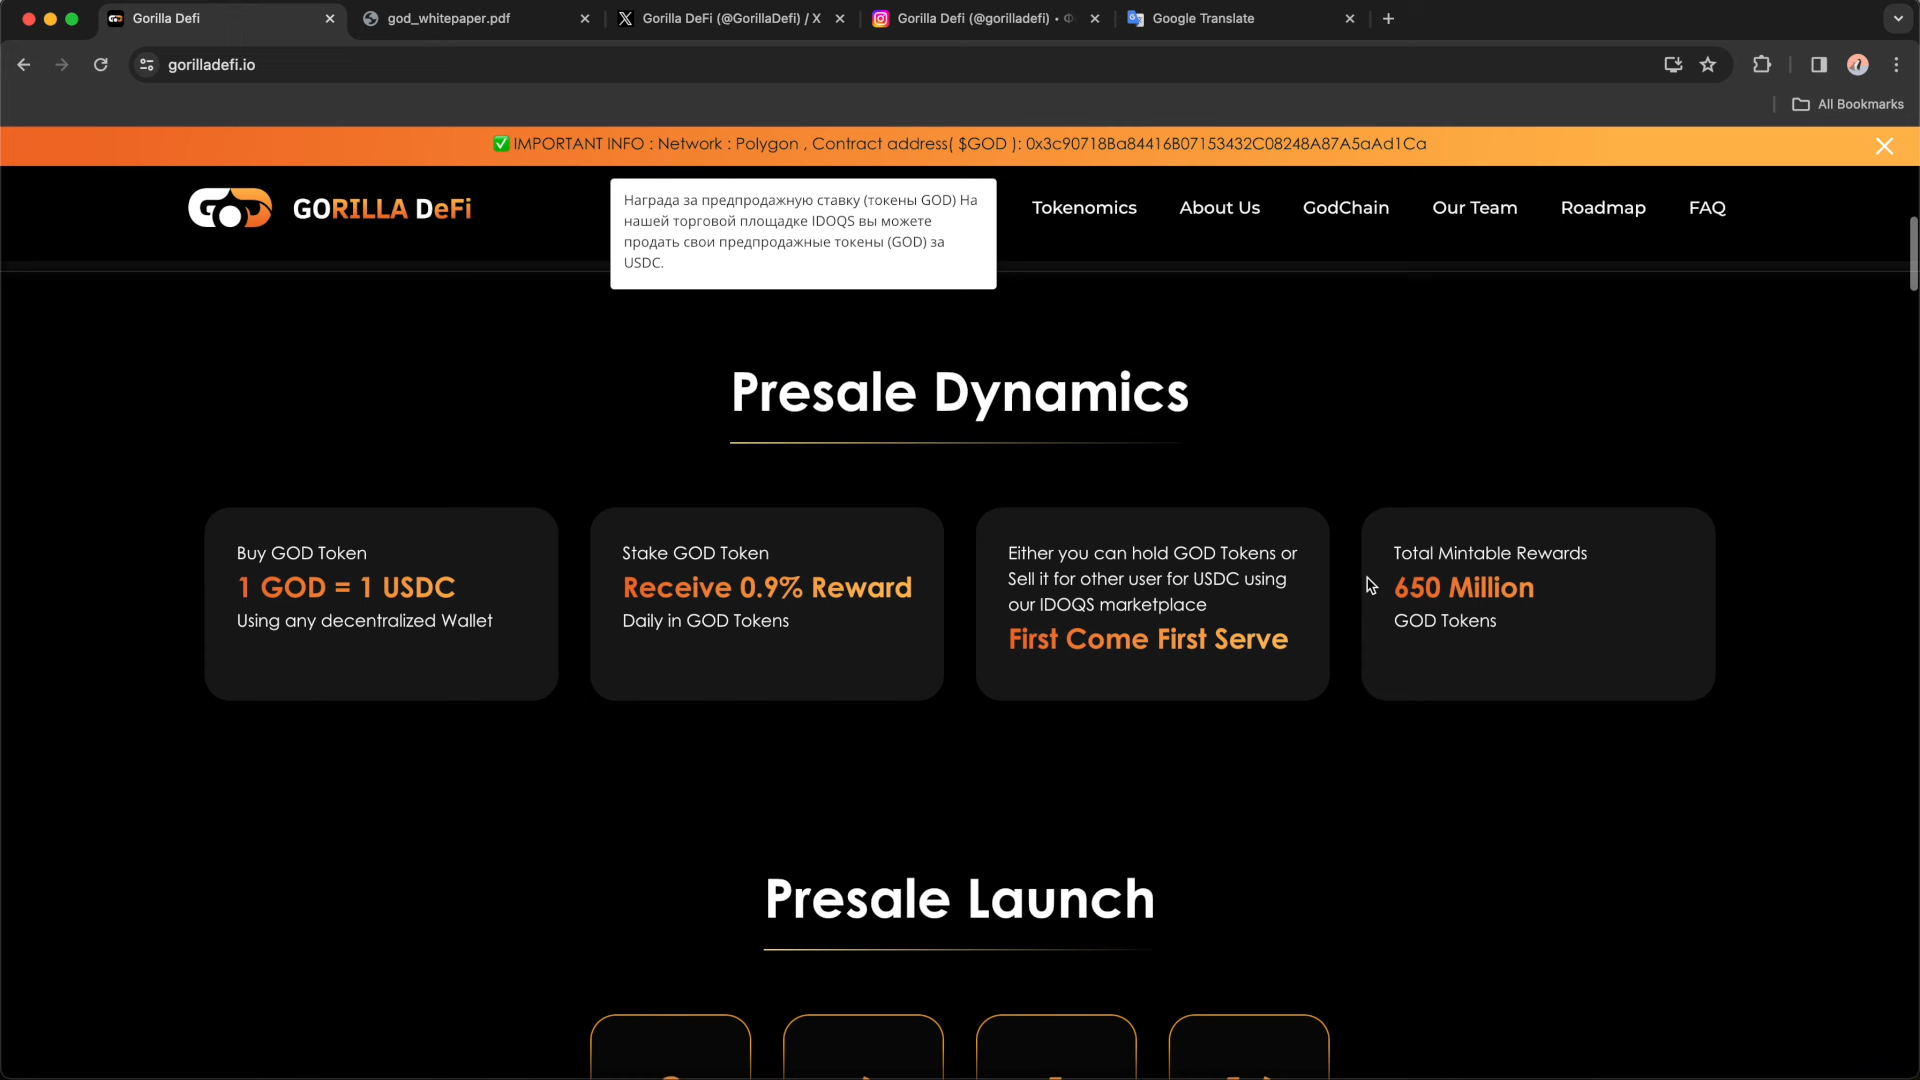 Gorilla Defi
god_whitepaper.pdf
Gorilla DeFi (@GorillaDefi) / X
Gorilla Defi (@gorilladefi) •
Google Translate
gorilladefi.io
All Bookmarks
✅ IMPORTANT INFO : Network : Polygon , Contract address( $GOD ): 0x3c90718Ba84416B07153432C08248A87A5aAd1Ca
GORILLA DeFi
Награда за предпродажную ставку (токены GOD) На
нашей торговой площадке IDOQS вы можете
продать свои предпродажные токены (GOD) за
USDC.
Tokenomics
About Us
GodChain
Our Team
Roadmap
FAQ
Presale Dynamics
Buy GOD Token
1 GOD = 1 USDC
Using any decentralized Wallet
Stake GOD Token
Receive 0.9% Reward
Daily in GOD Tokens
Either you can hold GOD Tokens or
Sell it for other user for USDC using
our IDOQS marketplace
First Come First Serve
Total Mintable Rewards
650 Million
GOD Tokens
Presale Launch